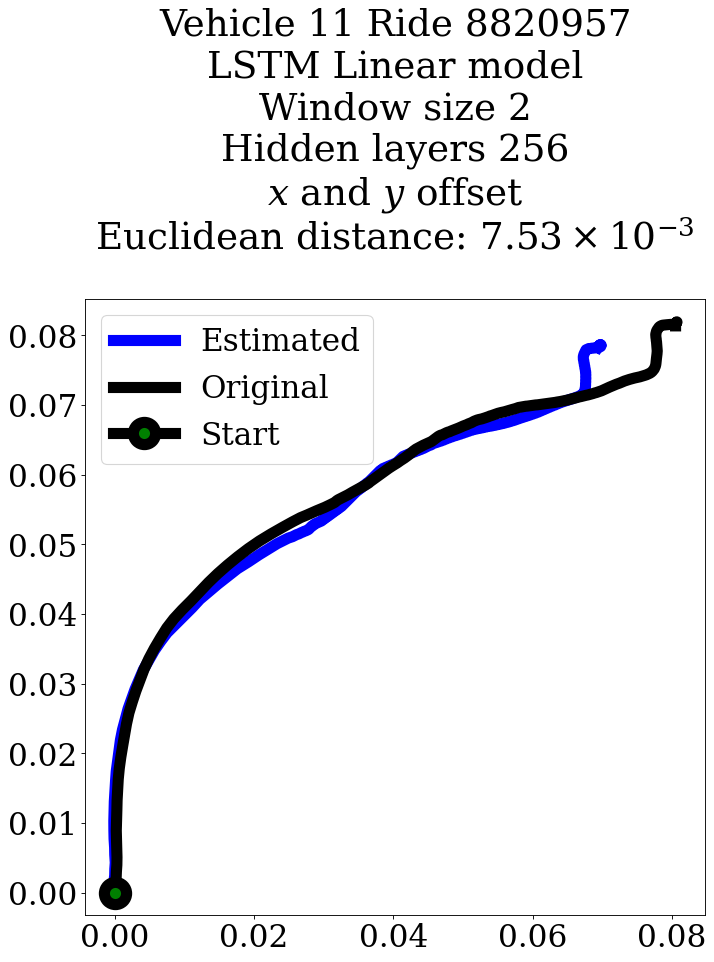 Vehicle 11 Ride 8820957
LSTM Linear model
Window size 2
Hidden layers 256
x and y offset
Euclidean distance: 7.53 × 10⁻³
Estimated
Original
Start
0.08
0.07
0.06
0.05
0.04
0.03
0.02
0.01
0.00
0.00 0.02 0.04 0.06 0.08